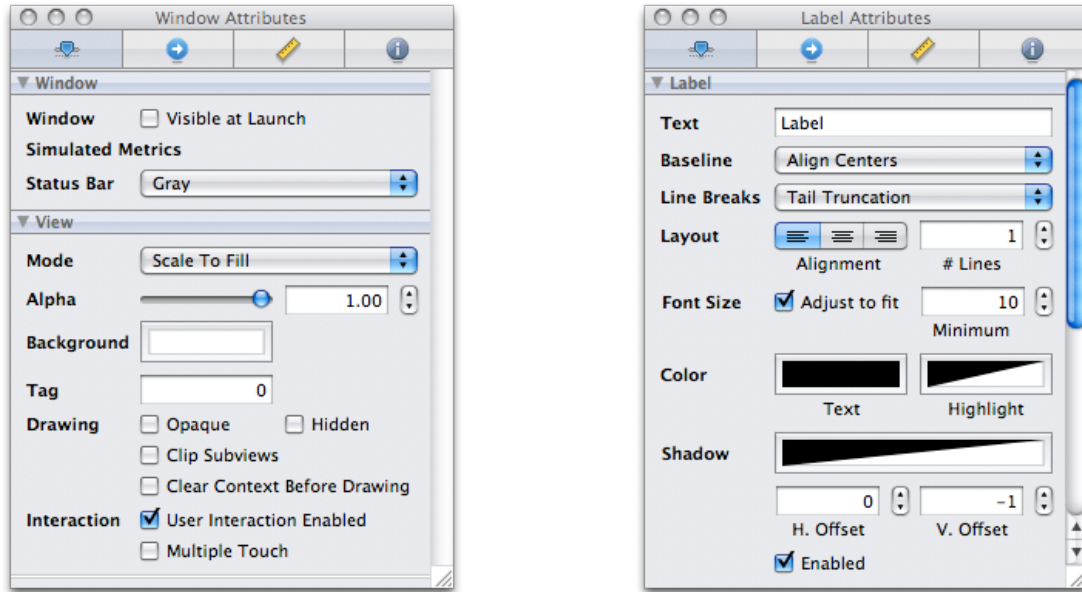 Window Attributes
Window
Window Visible at Launch
Simulated Metrics
Status Bar Gray
View
Mode Scale To Fill
Alpha 1.00
Background
Tag 0
Drawing Opaque Hidden
Clip Subviews
Clear Context Before Drawing
Interaction User Interaction Enabled
Multiple Touch
Label Attributes
Label
Text Label
Baseline Align Centers
Line Breaks Tail Truncation
Layout 1
Alignment # Lines
Font Size Adjust to fit 10
Minimum
Color
Text Highlight
Shadow
0 -1
H. Offset V. Offset
Enabled